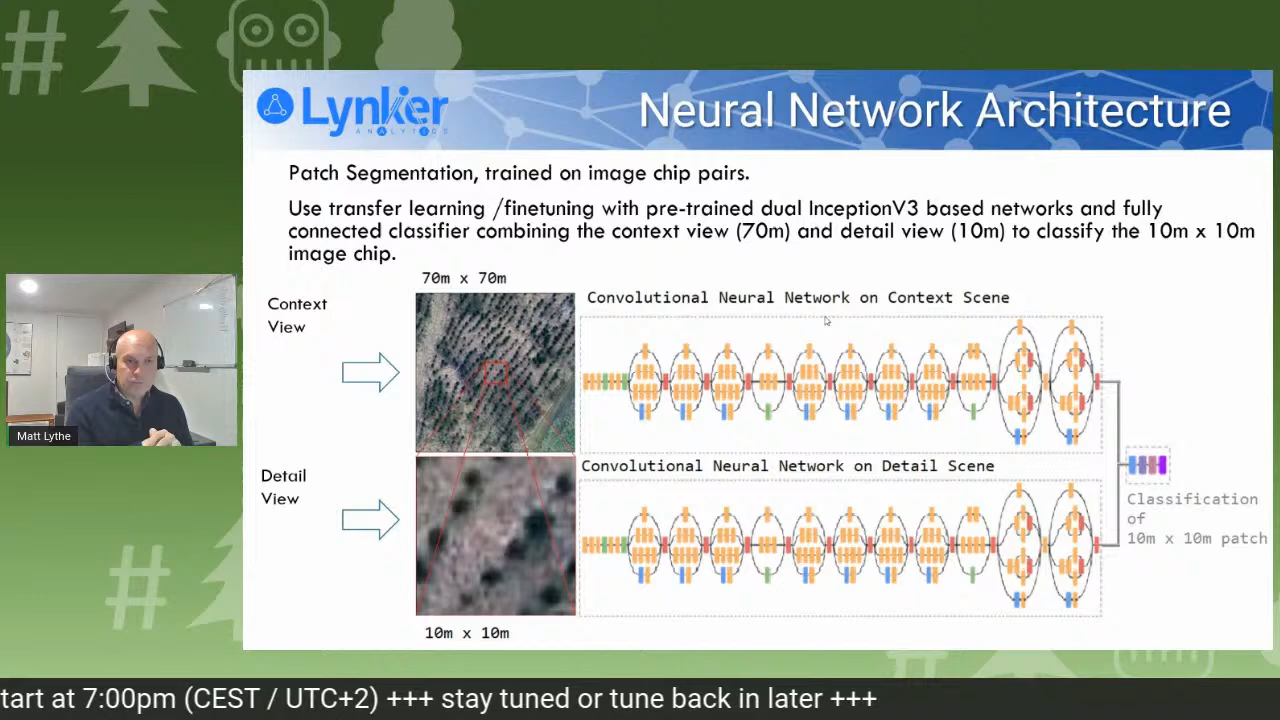 Lynker
ANALYTICS
Neural Network Architecture
Patch Segmentation, trained on image chip pairs.
Use transfer learning /finetuning with pre-trained dual InceptionV3 based networks and fully
connected classifier combining the context view (70m) and detail view (10m) to classify the 10m x 10m
image chip.
70m x 70m
Context
View
Convolutional Neural Network on Context Scene
Detail
View
Convolutional Neural Network on Detail Scene
Classification
of
10m x 10m patch
10m x 10m
Matt Lythe
tart at 7:00pm (CEST / UTC+2) +++ stay tuned or tune back in later +++